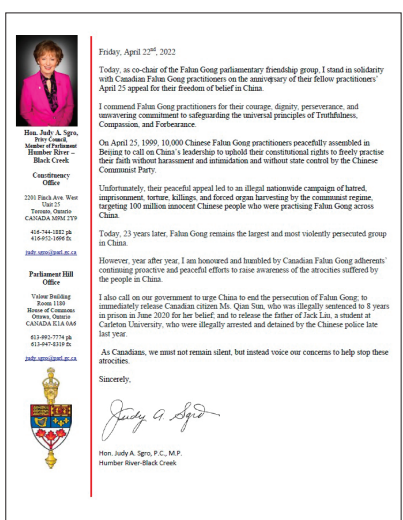 Hon. Judy A. Sgro,
Privy Council,
Member of Parliament
Humber River –
Black Creek
Constituency
Office
2201 Finch Ave. West
Unit 25
Toronto, Ontario
CANADA M9M 2Y9
416-744-1882 ph
416-952-1696 fx
judy.sgro@parl.gc.ca
Parliament Hill
Office
Valour Building
Room 1180
House of Commons
Ottawa, Ontario
CANADA K1A 0A6
613-992-7774 ph
613-947-8319 fx
judy.sgro@parl.gc.ca
Friday, April 22nd, 2022
Today, as co-chair of the Falun Gong parliamentary friendship group, I stand in solidarity
with Canadian Falun Gong practitioners on the anniversary of their fellow practitioners'
April 25 appeal for their freedom of belief in China.
I commend Falun Gong practitioners for their courage, dignity, perseverance, and
unwavering commitment to safeguarding the universal principles of Truthfulness,
Compassion, and Forbearance.
On April 25, 1999, 10,000 Chinese Falun Gong practitioners peacefully assembled in
Beijing to call on China's leadership to uphold their constitutional rights to freely practise
their faith without harassment and intimidation and without state control by the Chinese
Communist Party.
Unfortunately, their peaceful appeal led to an illegal nationwide campaign of hatred,
imprisonment, torture, killings, and forced organ harvesting by the communist regime,
targeting 100 million innocent Chinese people who were practising Falun Gong across
China.
Today, 23 years later, Falun Gong remains the largest and most violently persecuted group
in China.
However, year after year, I am honoured and humbled by Canadian Falun Gong adherents'
continuing proactive and peaceful efforts to raise awareness of the atrocities suffered by
the people in China.
I also call on our government to urge China to end the persecution of Falun Gong; to
immediately release Canadian citizen Ms. Qian Sun, who was illegally sentenced to 8 years
in prison in June 2020 for her belief; and to release the father of Jack Liu, a student at
Carleton University, who were illegally arrested and detained by the Chinese police late
last year.
As Canadians, we must not remain silent, but instead voice our concerns to help stop these
atrocities.
Sincerely,
Judy A. Sgro
Hon. Judy A. Sgro, P.C., M.P.
Humber River-Black Creek